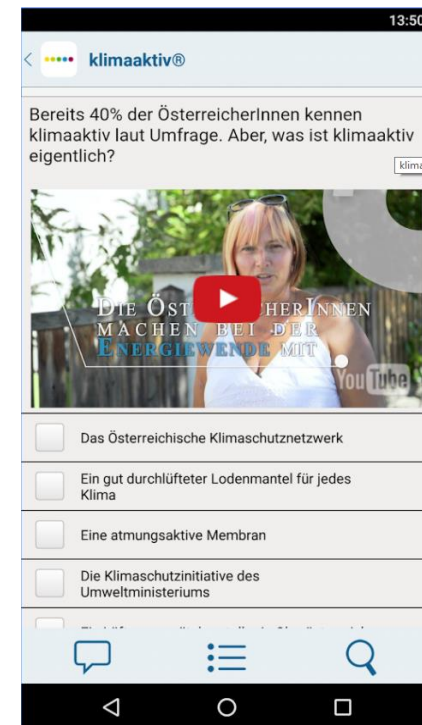 13:50
klimaaktiv®
Bereits 40% der ÖsterreicherInnen kennen
klimaaktiv laut Umfrage. Aber, was ist klimaaktiv
eigentlich?
klima
DIE ÖST HERINNEN
MACHEN BEI DER
ENERGIEWENDE MIT
YouTube
Das Österreichische Klimaschutznetzwerk
Ein gut durchlüfteter Lodenmantel für jedes
Klima
Eine atmungsaktive Membran
Die Klimaschutzinitiative des
Umweltministeriums